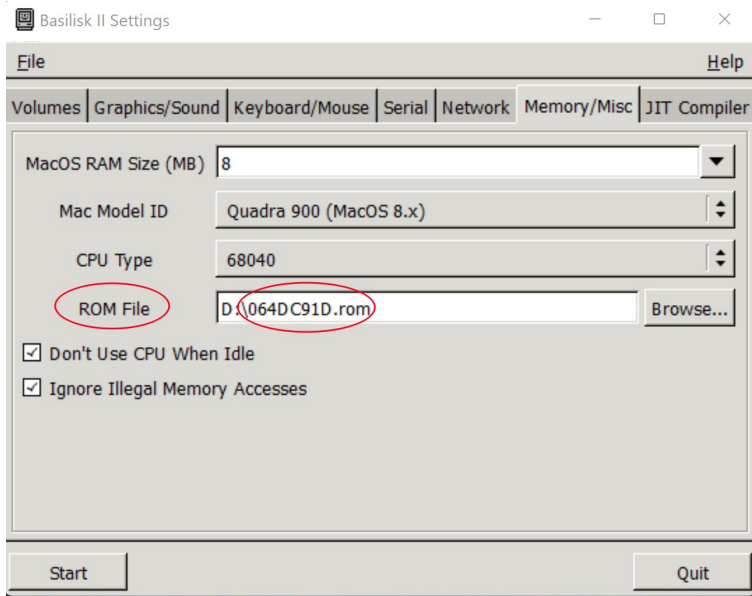 Basilisk II Settings
File Help
Volumes Graphics/Sound Keyboard/Mouse Serial Network Memory/Misc JIT Compiler
MacOS RAM Size (MB) 8
Mac Model ID Quadra 900 (MacOS 8.x)
CPU Type 68040
ROM File D:\064DC91D.rom Browse...
Don't Use CPU When Idle
Ignore Illegal Memory Accesses
Start Quit